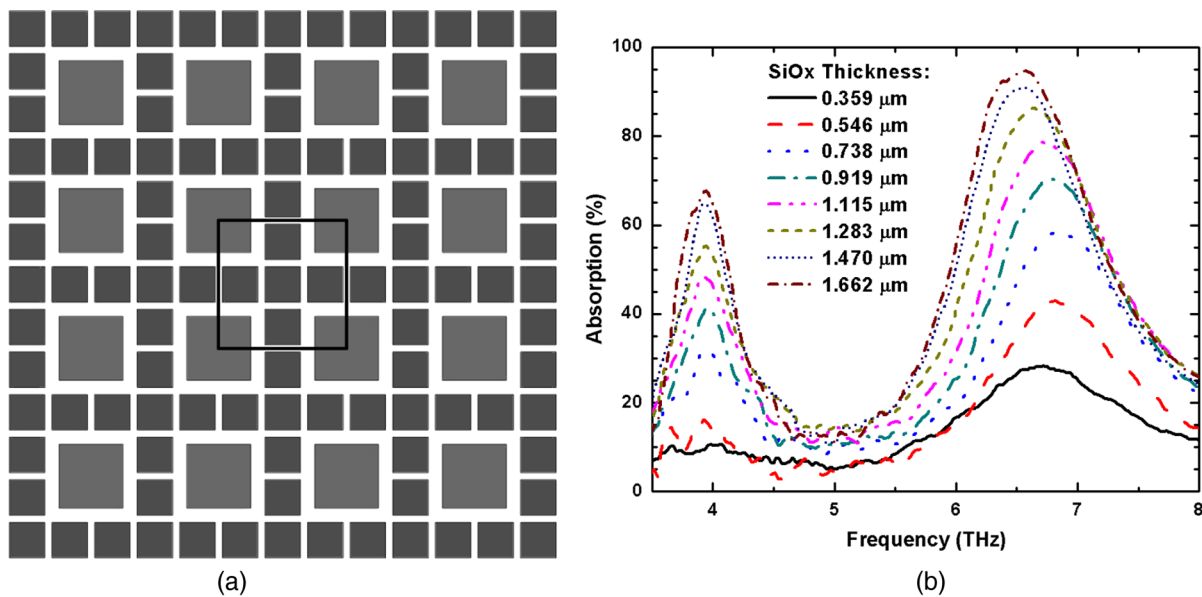 100
80
60
40
20
0
Absorption (%)
SiOx Thickness:
0.359 μm
0.546 μm
0.738 μm
0.919 μm
1.115 μm
1.283 μm
1.470 μm
1.662 μm
4 5 6 7 8
Frequency (THz)
(a) (b)